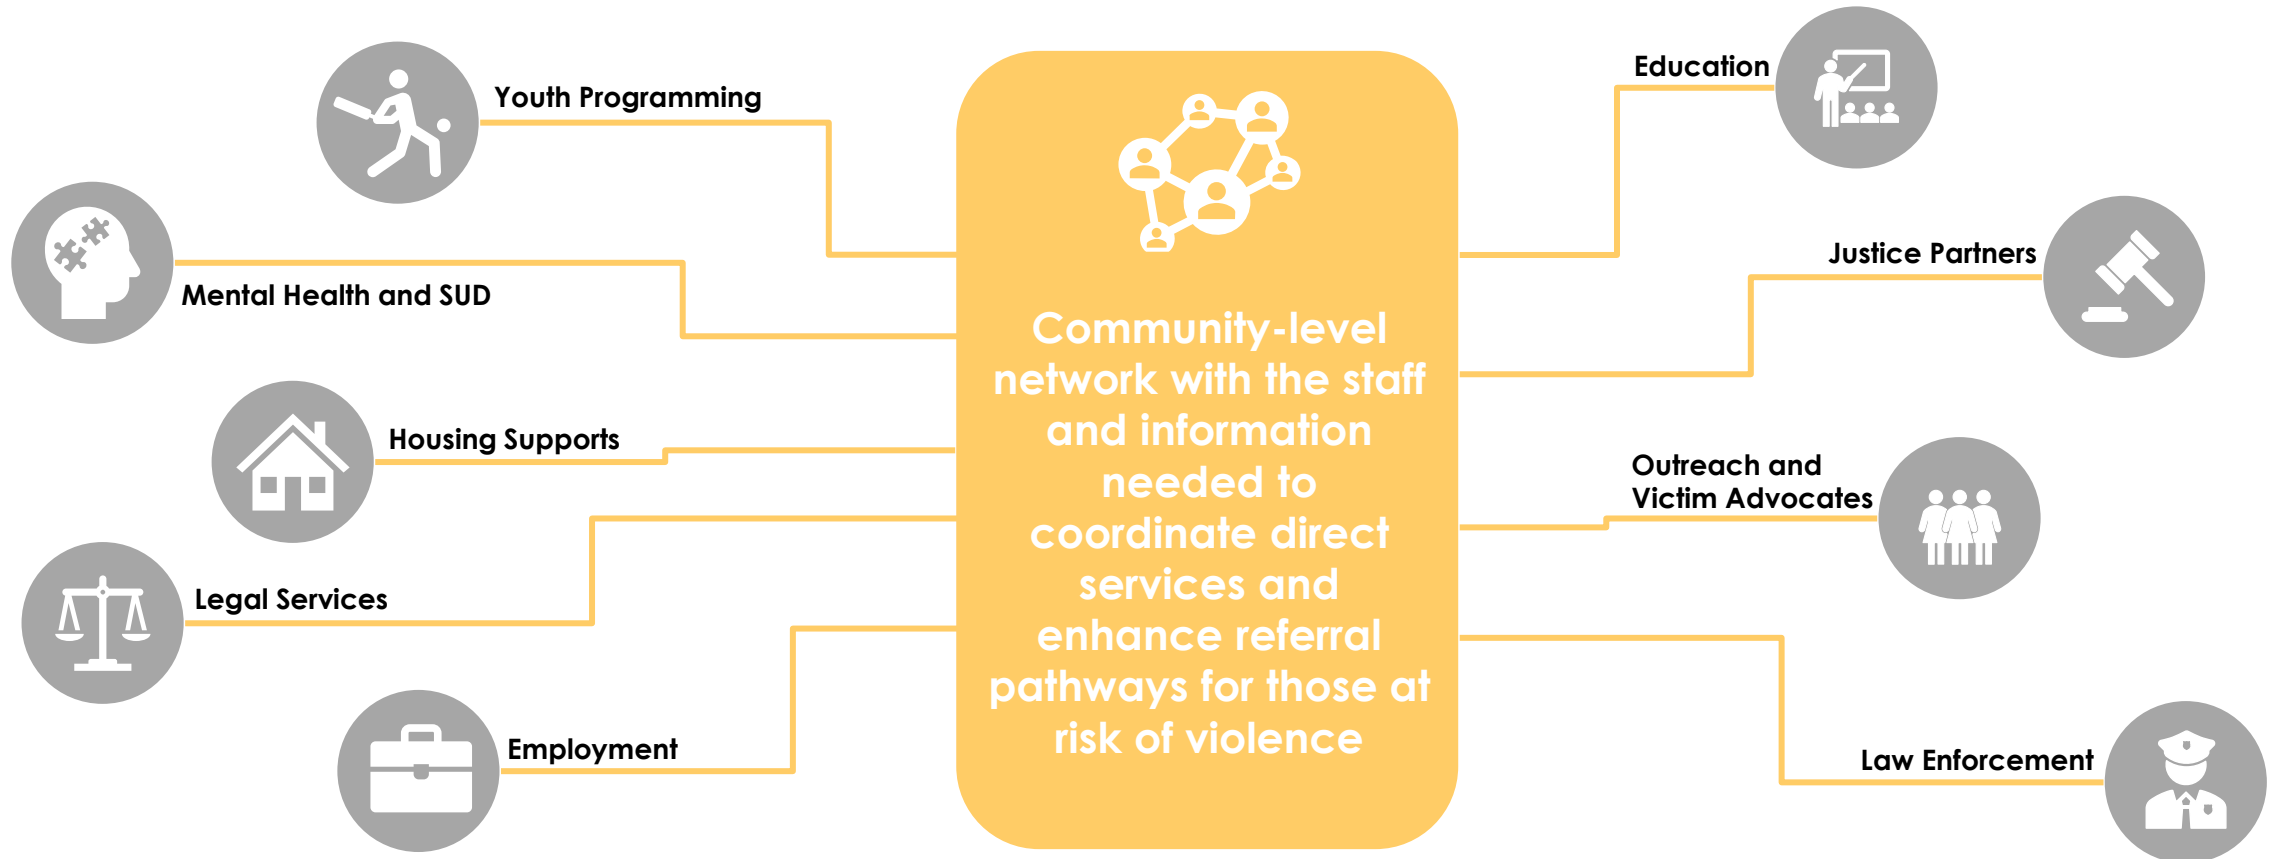 Youth Programming
Mental Health and SUD
Housing Supports
Legal Services
Employment
Community-level
network with the staff
and information
needed to
coordinate direct
services and
enhance referral
pathways for those at
risk of violence
Education
Justice Partners
Outreach and
Victim Advocates
Law Enforcement